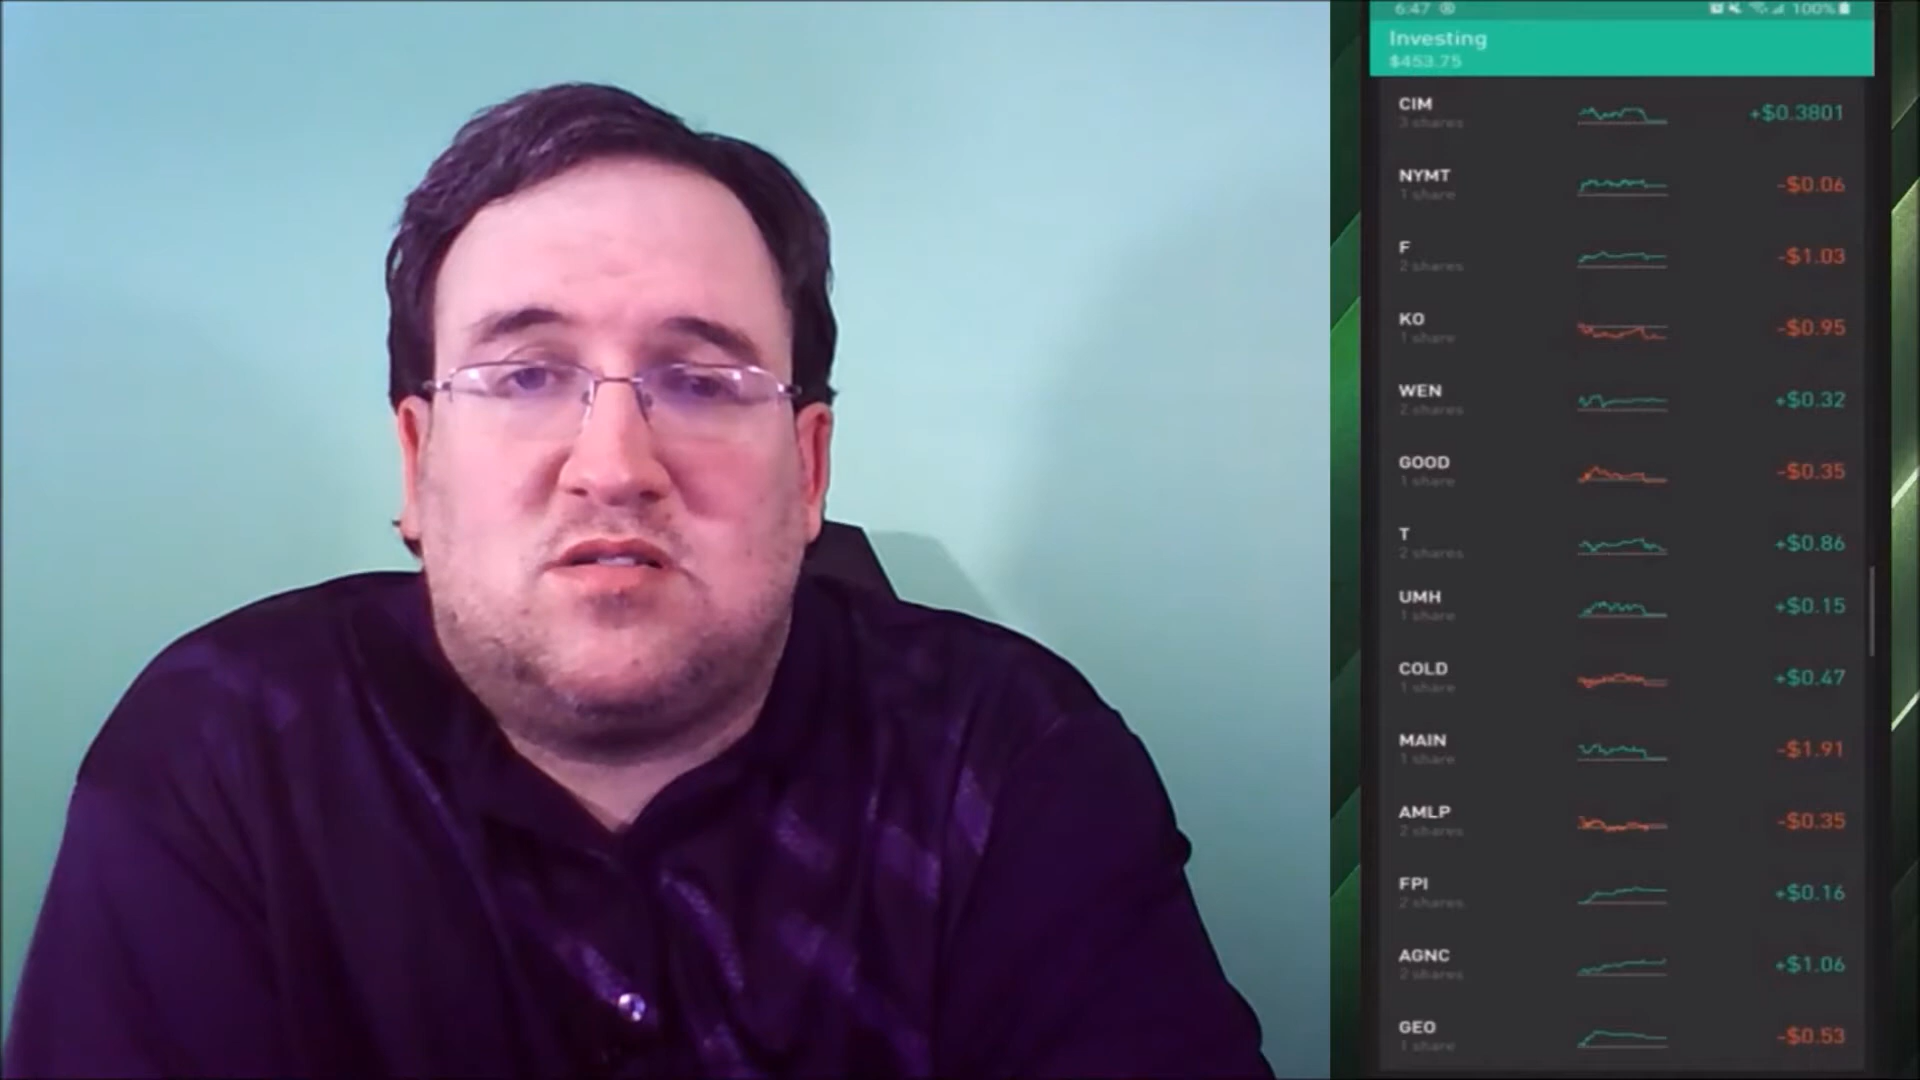 6:47 100%
Investing
$453.75
CIM +$0.3801
3 shares
NYMT -$0.06
1 share
F -$1.03
2 shares
KO -$0.95
1 share
WEN +$0.32
2 shares
GOOD -$0.35
1 share
T +$0.86
2 shares
UMH +$0.15
1 share
COLD +$0.47
1 share
MAIN -$1.91
1 share
AMLP -$0.35
2 shares
FPI +$0.16
2 shares
AGNC +$1.06
2 shares
GEO -$0.53
1 share